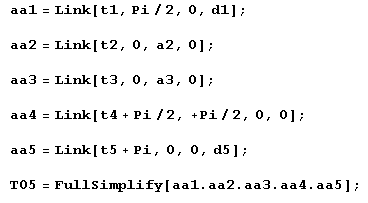 aa1 = Link[t1, Pi / 2, 0, d1];
aa2 = Link[t2, 0, a2, 0];
aa3 = Link[t3, 0, a3, 0];
aa4 = Link[t4 + Pi / 2, +Pi / 2, 0, 0];
aa5 = Link[t5 + Pi, 0, 0, d5];
T05 = FullSimplify[aa1.aa2.aa3.aa4.aa5];